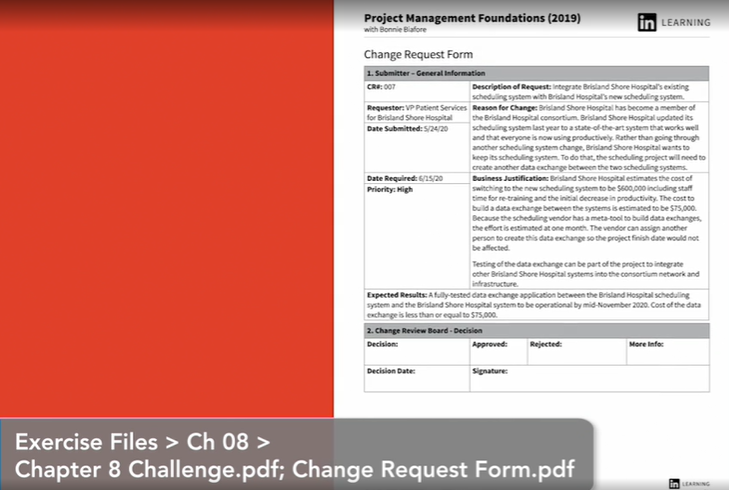 Project Management Foundations (2019)
with Bonnie Biafore
in LEARNING
Change Request Form
1. Submitter – General Information
CR#: 007
Description of Request: Integrate Brisland Shore Hospital's existing
scheduling system with Brisland Hospital's new scheduling system.
Requestor: VP Patient Services
for Brisland Shore Hospital
Date Submitted: 5/24/20
Reason for Change: Brisland Shore Hospital has become a member of
the Brisland Hospital consortium. Brisland Shore updated its
scheduling system last year to a state-of-the-art system that works well
and that everyone is now using productively. Rather than going through
another scheduling system change, Brisland Shore Hospital wants to
keep its scheduling system. To do that, the scheduling project will need to
create another data exchange between the two scheduling systems.
Date Required: 6/15/20
Priority: High
Business Justification: Brisland Shore Hospital estimates the cost of
switching to the new scheduling system to be $600,000 including staff
time for re-training and the initial decrease in productivity. The cost to
build a data exchange between the systems is estimated to be $75,000.
Because the scheduling vendor has a meta-tool to build data exchanges,
the effort is estimated at one month. The vendor can assign another
person to create this data exchange so the project finish date would not
be affected.
Testing of the data exchange can be part of the project to integrate
other Brisland Shore Hospital systems into the consortium network and
infrastructure.
Expected Results: A fully-tested data exchange application between the Brisland Hospital scheduling
system and the Brisland Shore Hospital system to be operational by mid-November 2020. Cost of the data
exchange is less than or equal to $75,000.
2. Change Review Board - Decision
Decision:
Approved:
Rejected:
More Info:
Decision Date:
Signature:
Exercise Files > Ch 08 >
Chapter 8 Challenge.pdf; Change Request Form.pdf
in LEARNING